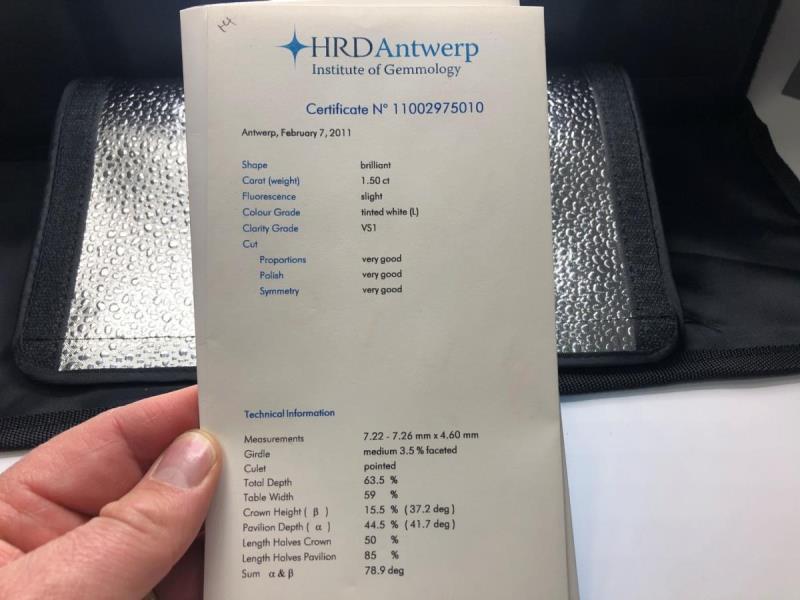 HRD Antwerp
Institute of Gemmology
Certificate N° 11002975010
Antwerp, February 7, 2011
Shape brilliant
Carat (weight) 1.50 ct
Fluorescence slight
Colour Grade tinted white (L)
Clarity Grade VS1
Cut
Proportions very good
Polish very good
Symmetry very good
Technical Information
Measurements 7.22 - 7.26 mm x 4.60 mm
Girdle medium 3.5 % faceted
Culet pointed
Total Depth 63.5 %
Table Width 59 %
Crown Height ( β ) 15.5 % ( 37.2 deg )
Pavilion Depth ( α ) 44.5 % ( 41.7 deg )
Length Halves Crown 50 %
Length Halves Pavilion 85 %
Sum α & β 78.9 deg